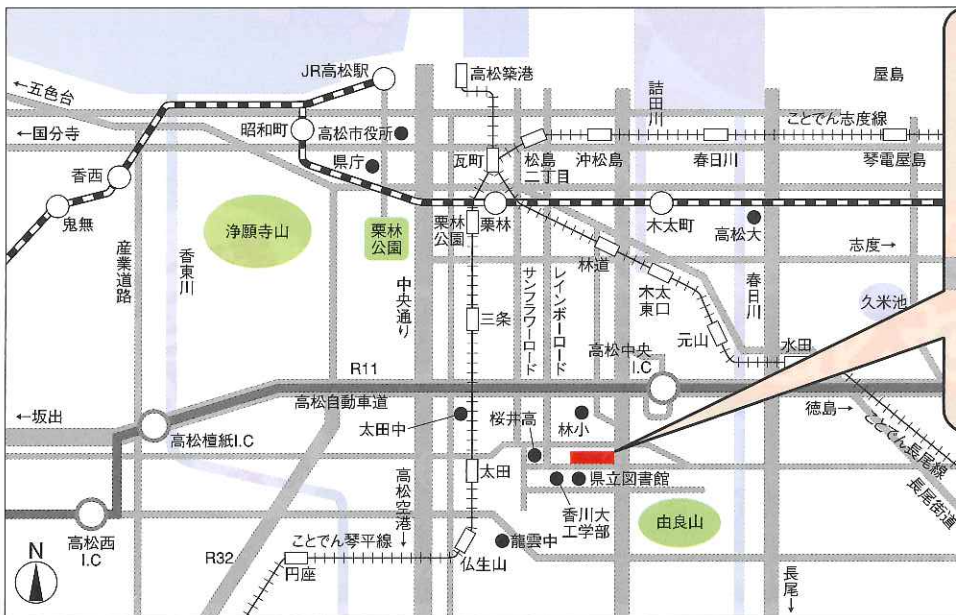 JR高松駅
高松築港
詰田川
屋島
←五色台
昭和町
高松市役所
ことでん志度線
←国分寺
県庁
瓦町
松島
二丁目
沖松島
春日川
琴電屋島
香西
鬼無
浄願寺山
栗林
公園
栗林
公園
栗林
木太町
高松大
産業道路
香東川
中央通り
サンフラワーロード
レインボーロード
林道
木太
東口
春日川
志度→
久米池
三条
高松中央
I.C
元山
水田
R11
高松自動車道
←坂出
高松檀紙I.C
太田中
桜井高
林小
徳島→
ことでん長尾線
長尾街道
太田
県立図書館
香川大
工学部
由良山
高松空港↓
高松西
I.C
R32
ことでん琴平線
円座
仏生山
龍雲中
長尾↓
N